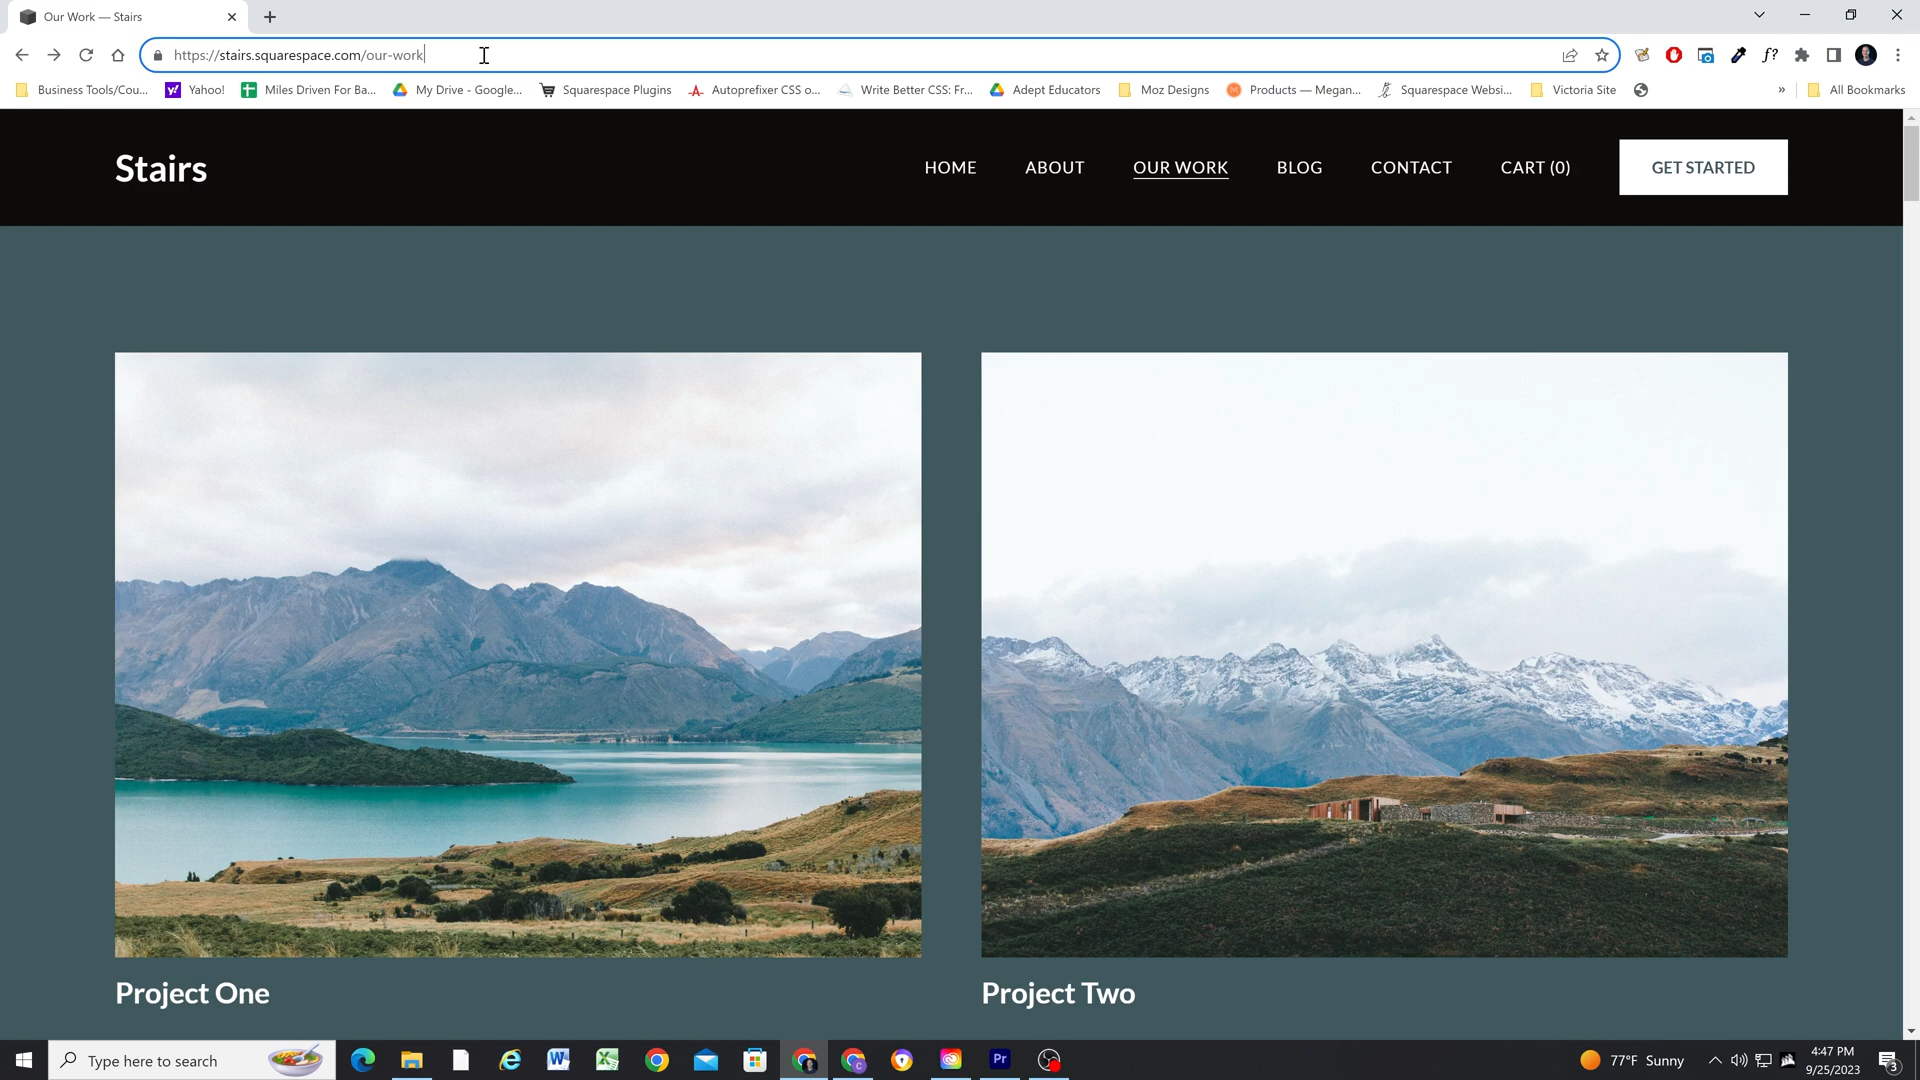 Our Work — Stairs
https://stairs.squarespace.com/our-work
f?
Business Tools/Cou... Yahoo! Miles Driven For Ba... My Drive - Google... Squarespace Plugins Autoprefixer CSS o... Write Better CSS: Fr... Adept Educators Moz Designs Products — Megan... Squarespace Websi... Victoria Site » All Bookmarks
Stairs HOME ABOUT OUR WORK BLOG CONTACT CART (0) GET STARTED
Project One Project Two
Type here to search Pr 77°F Sunny 4:47 PM
9/25/2023 3